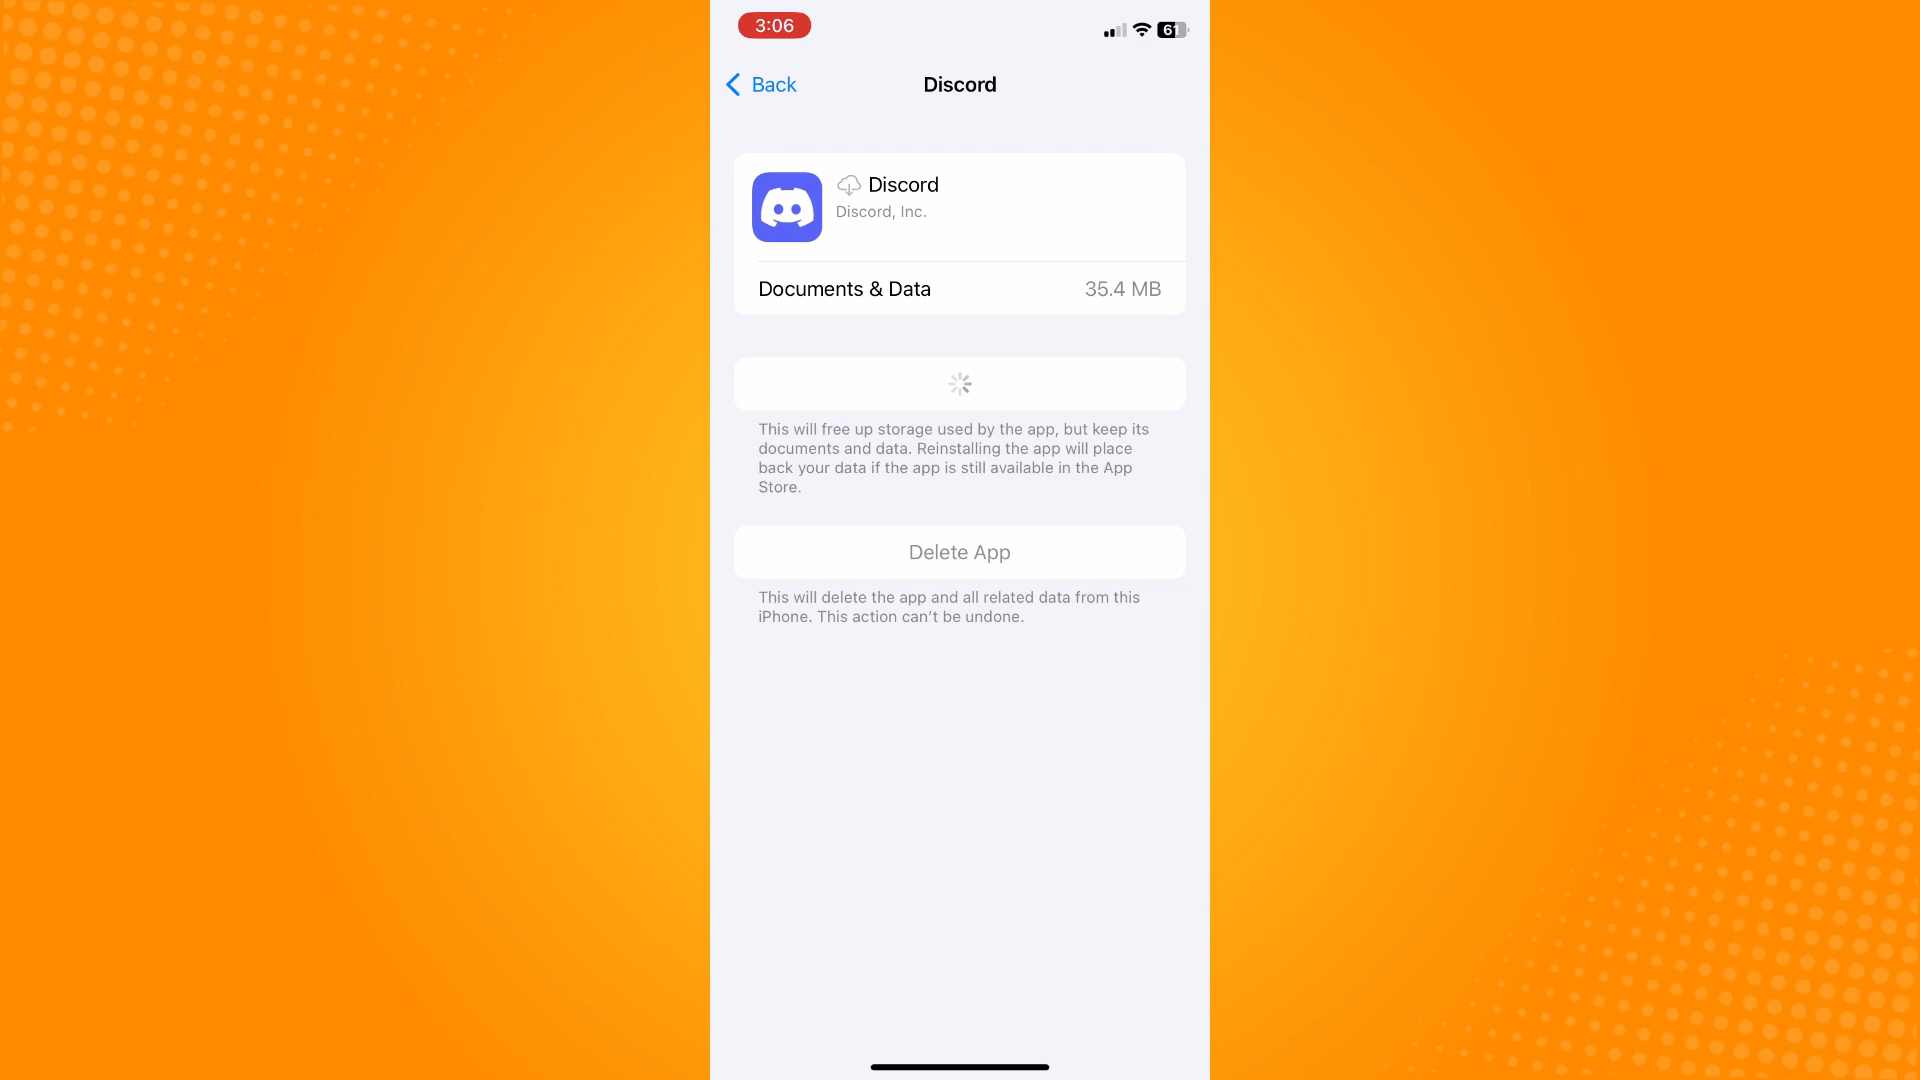 3:06
61
Back
Discord
Discord
Discord, Inc.
Documents & Data 35.4 MB
This will free up storage used by the app, but keep its
documents and data. Reinstalling the app will place
back your data if the app is still available in the App
Store.
Delete App
This will delete the app and all related data from this
iPhone. This action can’t be undone.